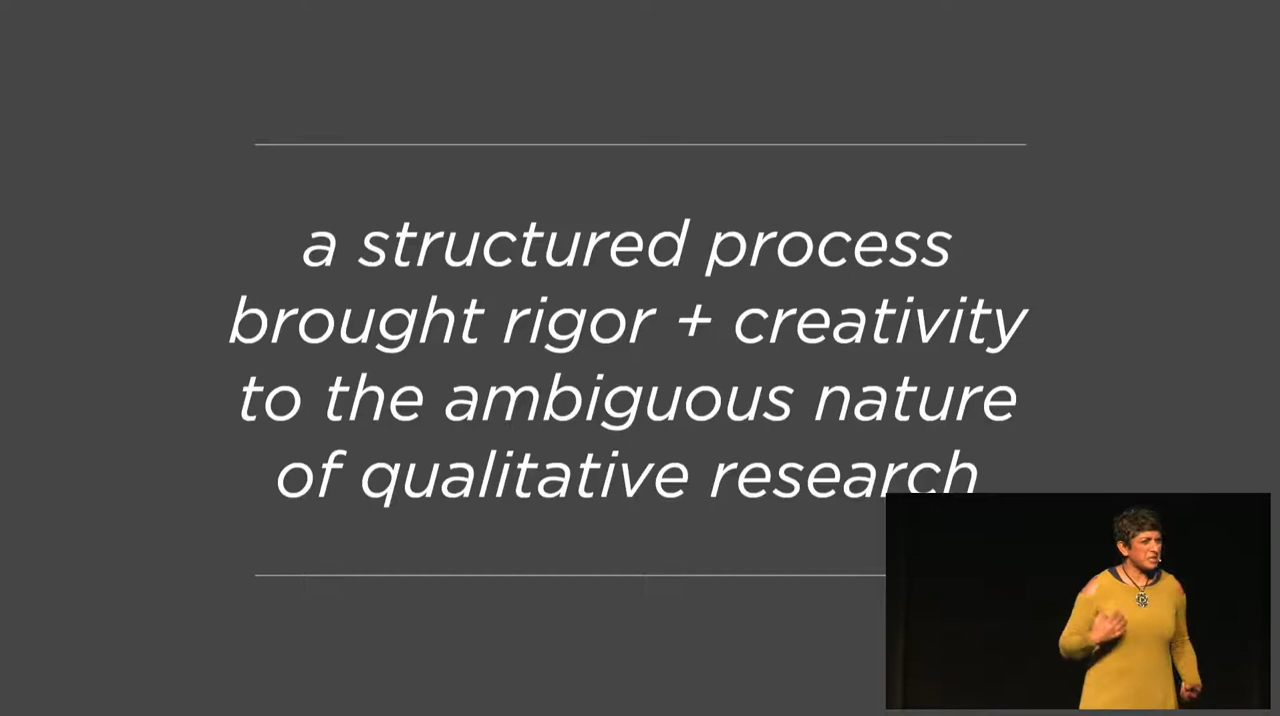 a structured process
brought rigor + creativity
to the ambiguous nature
of qualitative research